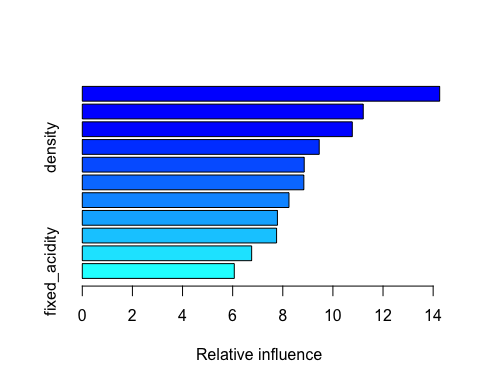 density
fixed_acidity
0 2 4 6 8 10 12 14
Relative influence